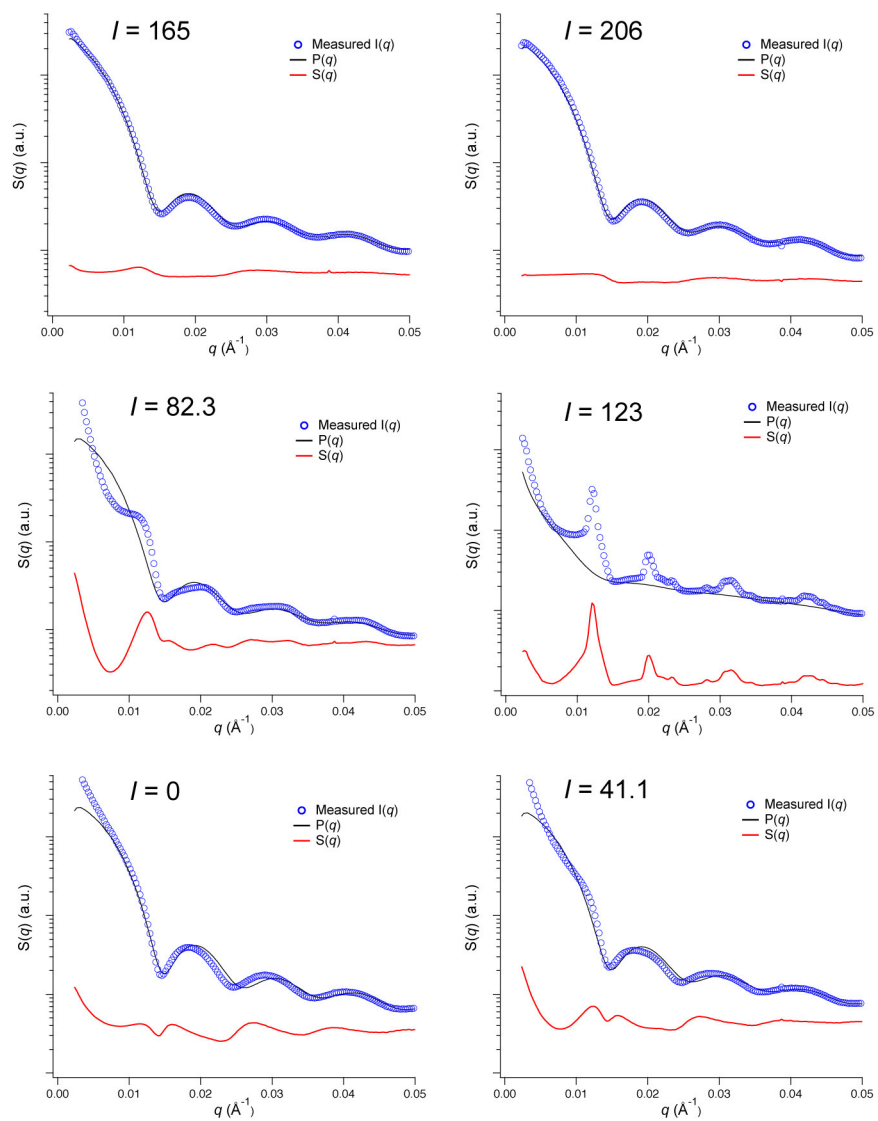 l = 165
Measured I(q)
P(q)
S(q)
S(q) (a.u.)
0.00 0.01 0.02 0.03 0.04 0.05
q (Å⁻¹)
l = 206
Measured I(q)
P(q)
S(q)
S(q) (a.u.)
0.00 0.01 0.02 0.03 0.04 0.05
q (Å⁻¹)
l = 82.3
Measured I(q)
P(q)
S(q)
S(q) (a.u.)
0.00 0.01 0.02 0.03 0.04 0.05
q (Å⁻¹)
l = 123
Measured I(q)
P(q)
S(q)
S(q) (a.u.)
0.00 0.01 0.02 0.03 0.04 0.05
q (Å⁻¹)
l = 0
Measured I(q)
P(q)
S(q)
S(q) (a.u.)
0.00 0.01 0.02 0.03 0.04 0.05
q (Å⁻¹)
l = 41.1
Measured I(q)
P(q)
S(q)
S(q) (a.u.)
0.00 0.01 0.02 0.03 0.04 0.05
q (Å⁻¹)